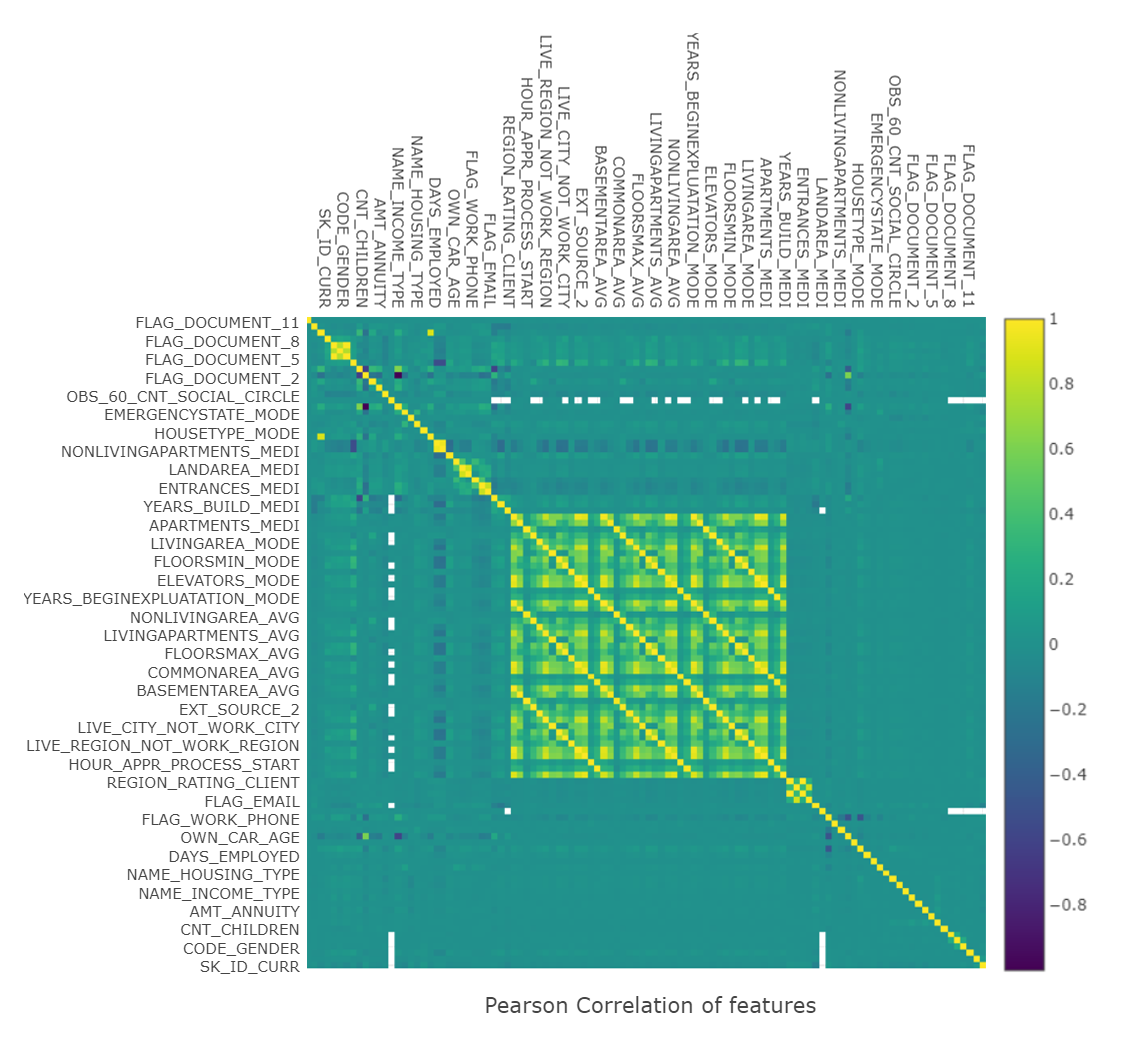 SK_ID_CURR
CODE_GENDER
CNT_CHILDREN
AMT_ANNUITY
NAME_INCOME_TYPE
NAME_HOUSING_TYPE
DAYS_EMPLOYED
OWN_CAR_AGE
FLAG_WORK_PHONE
FLAG_EMAIL
REGION_RATING_CLIENT
HOUR_APPR_PROCESS_START
LIVE_REGION_NOT_WORK_REGION
LIVE_CITY_NOT_WORK_CITY
EXT_SOURCE_2
BASEMENTAREA_AVG
COMMONAREA_AVG
FLOORSMAX_AVG
LIVINGAPARTMENTS_AVG
NONLIVINGAREA_AVG
YEARS_BEGINEXPLUATATION_MODE
ELEVATORS_MODE
FLOORSMIN_MODE
LIVINGAREA_MODE
APARTMENTS_MEDI
YEARS_BUILD_MEDI
ENTRANCES_MEDI
LANDAREA_MEDI
NONLIVINGAPARTMENTS_MEDI
HOUSETYPE_MODE
EMERGENCYSTATE_MODE
OBS_60_CNT_SOCIAL_CIRCLE
FLAG_DOCUMENT_2
FLAG_DOCUMENT_5
FLAG_DOCUMENT_8
FLAG_DOCUMENT_11
FLAG_DOCUMENT_11
FLAG_DOCUMENT_8
FLAG_DOCUMENT_5
FLAG_DOCUMENT_2
OBS_60_CNT_SOCIAL_CIRCLE
EMERGENCYSTATE_MODE
HOUSETYPE_MODE
NONLIVINGAPARTMENTS_MEDI
LANDAREA_MEDI
ENTRANCES_MEDI
YEARS_BUILD_MEDI
APARTMENTS_MEDI
LIVINGAREA_MODE
FLOORSMIN_MODE
ELEVATORS_MODE
YEARS_BEGINEXPLUATATION_MODE
NONLIVINGAREA_AVG
LIVINGAPARTMENTS_AVG
FLOORSMAX_AVG
COMMONAREA_AVG
BASEMENTAREA_AVG
EXT_SOURCE_2
LIVE_CITY_NOT_WORK_CITY
LIVE_REGION_NOT_WORK_REGION
HOUR_APPR_PROCESS_START
REGION_RATING_CLIENT
FLAG_EMAIL
FLAG_WORK_PHONE
OWN_CAR_AGE
DAYS_EMPLOYED
NAME_HOUSING_TYPE
NAME_INCOME_TYPE
AMT_ANNUITY
CNT_CHILDREN
CODE_GENDER
SK_ID_CURR
1
0.8
0.6
0.4
0.2
0
−0.2
−0.4
−0.6
−0.8
Pearson Correlation of features